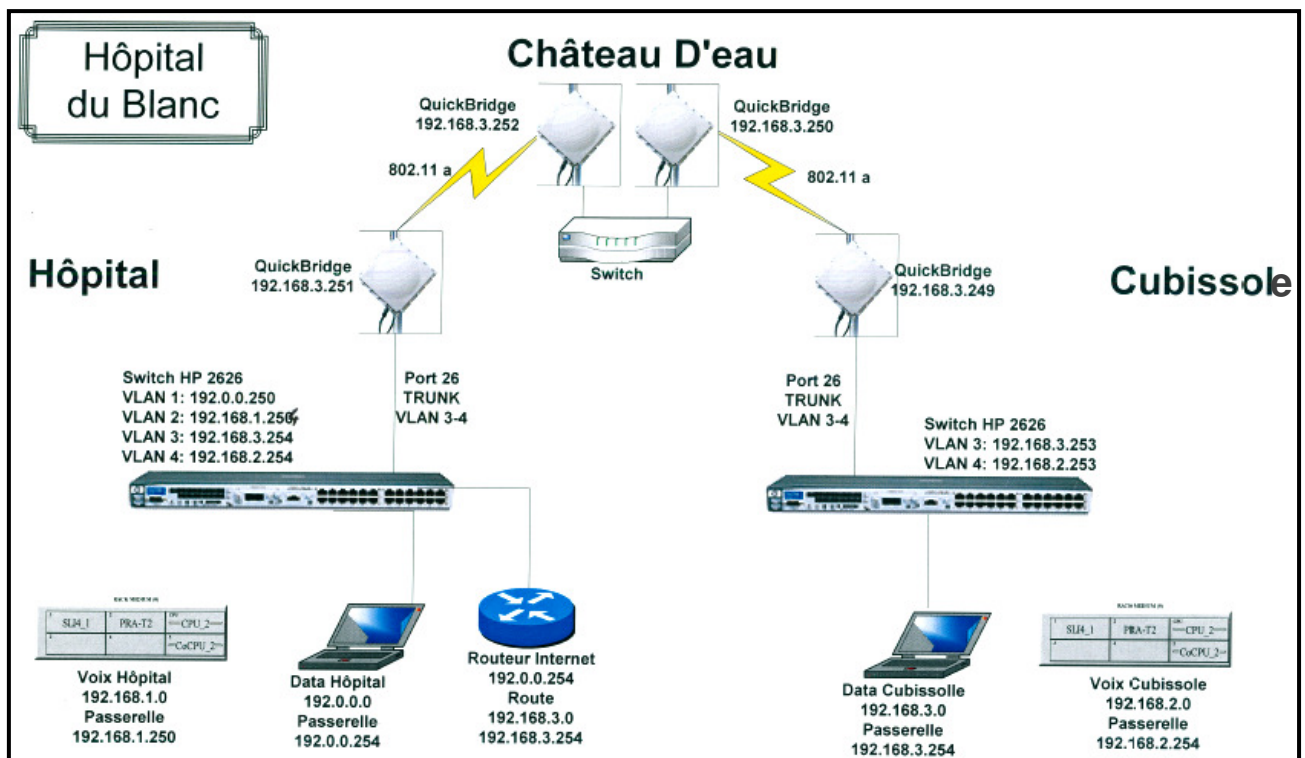 Hôpital
du Blanc
Château D'eau
QuickBridge
192.168.3.252
QuickBridge
192.168.3.250
802.11 a
802.11 a
Hôpital
QuickBridge
192.168.3.251
Switch
QuickBridge
192.168.3.249
Cubissole
Switch HP 2626
VLAN 1: 192.0.0.250
VLAN 2: 192.168.1.250
VLAN 3: 192.168.3.254
VLAN 4: 192.168.2.254
Port 26
TRUNK
VLAN 3-4
Port 26
TRUNK
VLAN 3-4
Switch HP 2626
VLAN 3: 192.168.3.253
VLAN 4: 192.168.2.253
1 SLI4_1 2 PRA-T2 CPU_2
CoCPU_2
Voix Hôpital
192.168.1.0
Passerelle
192.168.1.250
Data Hôpital
192.0.0.0
Passerelle
192.0.0.254
Routeur Internet
192.0.0.254
Route
192.168.3.0
192.168.3.254
Data Cubissolle
192.168.3.0
Passerelle
192.168.3.254
1 SLI4_1 2 PRA-T2 CPU_2
CoCPU_2
Voix Cubissole
192.168.2.0
Passerelle
192.168.2.254